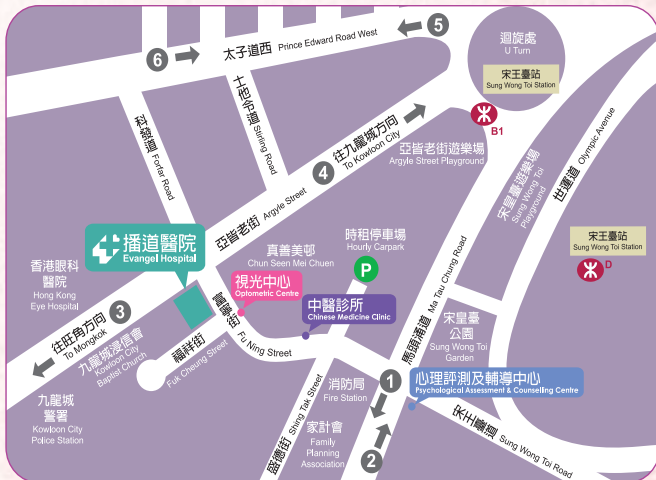 5
太子道西 Prince Edward Road West
6
迴旋處
U Turn
宋王臺站
Sung Wong Toi Station
B1
士他令道 Stirling Road
科發道 Forfar Road
往九龍城方向
To Kowloon City
4
亞皆老街遊樂場
Argyle Street Playground
世運道 Olympic Avenue
宋皇臺遊樂場
Sung Wong Toi
Playground
亞皆老街 Argyle Street
播道醫院
Evangel Hospital
時租停車場
Hourly Carpark
P
真善美邨
Chun Seen Mei Chuen
宋王臺站
Sung Wong Toi Station
D
香港眼科
醫院
Hong Kong
Eye Hospital
視光中心
Optometric Centre
中醫診所
Chinese Medicine Clinic
馬頭涌道 Ma Tau Chung Road
3
往旺角方向
To Mongkok
富寧街
Fu Ning Street
宋皇臺
公園
Sung Wong Toi
Garden
九龍城浸信會
Kowloon City
Baptist Church
福祥街
Fuk Cheung Street
消防局
Fire Station
1
心理評測及輔導中心
Psychological Assessment & Counselling Centre
九龍城
警署
Kowloon City
Police Station
盛德街 Shing Tak Street
家計會
Family
Planning
Association
2
宋王臺道 Sung Wong Toi Road